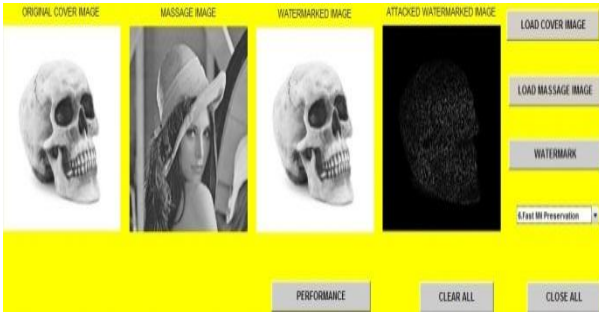 ORIGINAL COVER IMAGE
MASSAGE IMAGE
WATERMARKED IMAGE
ATTACKED WATERMARKED IMAGE
LOAD COVER IMAGE
LOAD MASSAGE IMAGE
WATERMARK
6.Fast Mil Preservation
PERFORMANCE
CLEAR ALL
CLOSE ALL